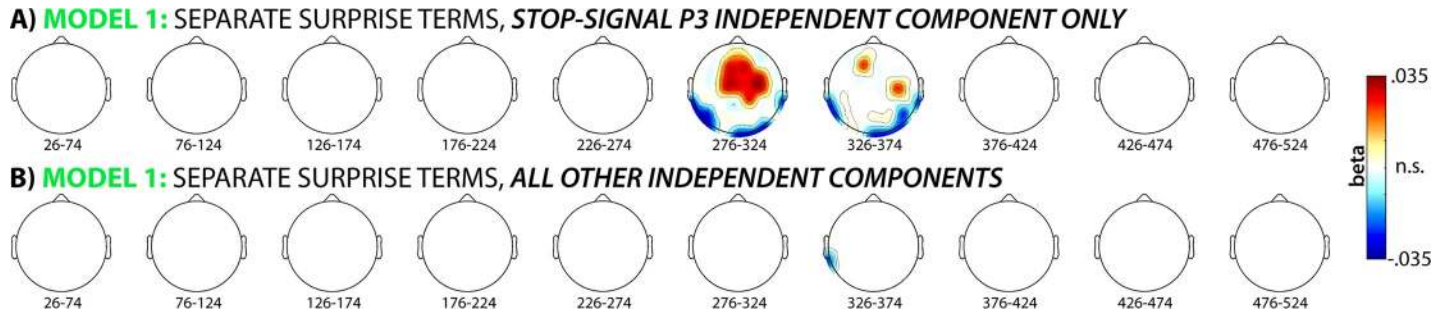 A) MODEL 1: SEPARATE SURPRISE TERMS, STOP-SIGNAL P3 INDEPENDENT COMPONENT ONLY
26-74 76-124 126-174 176-224 226-274 276-324 326-374 376-424 426-474 476-524
B) MODEL 1: SEPARATE SURPRISE TERMS, ALL OTHER INDEPENDENT COMPONENTS
26-74 76-124 126-174 176-224 226-274 276-324 326-374 376-424 426-474 476-524
.035
beta
n.s.
-.035